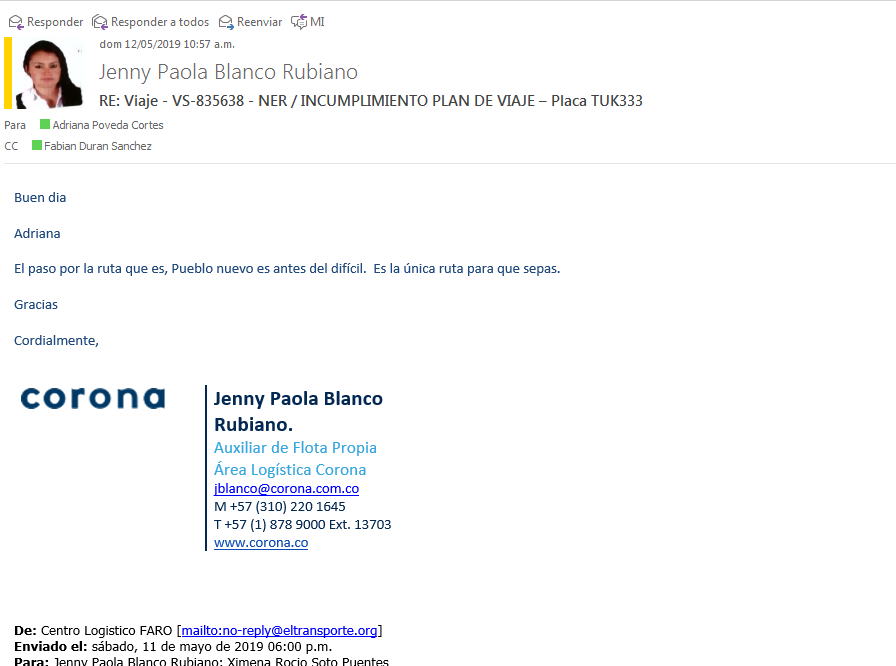 Responder Responder a todos Reenviar MI
dom 12/05/2019 10:57 a.m.
Jenny Paola Blanco Rubiano
RE: Viaje - VS-835638 - NER / INCUMPLIMIENTO PLAN DE VIAJE – Placa TUK333
Para Adriana Poveda Cortes
CC Fabian Duran Sanchez
Buen dia
Adriana
El paso por la ruta que es, Pueblo nuevo es antes del difícil.  Es la única ruta para que sepas.
Gracias
Cordialmente,
corona
Jenny Paola Blanco
Rubiano.
Auxiliar de Flota Propia
Área Logística Corona
jblanco@corona.com.co
M +57 (310) 220 1645
T +57 (1) 878 9000 Ext. 13703
www.corona.co
De: Centro Logistico FARO [mailto:no-reply@eltransporte.org]
Enviado el: sábado, 11 de mayo de 2019 06:00 p.m.
Para: Jenny Paola Blanco Rubiano; Ximena Rocio Soto Puentes